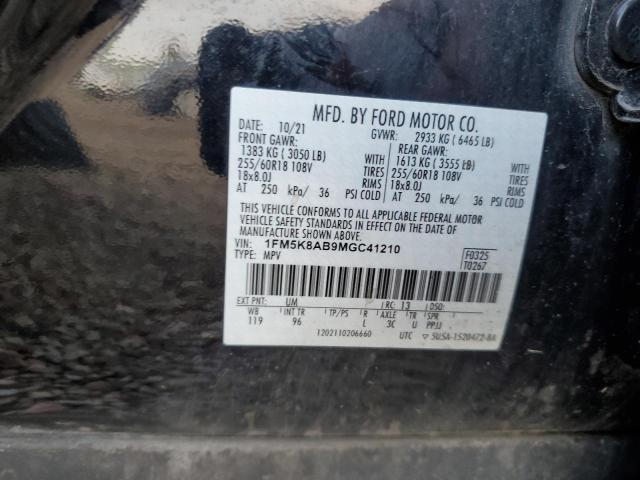 MFD. BY FORD MOTOR CO.
10/21 GVWR: 2933 KG ( 6465 LB)
FRONT GAWR: REAR GAWR:
1383 KG ( 3050 LB) WITH 1613 KG ( 3555 LB) WITH
255/60R18 108V TIRES 255/60R18 108V TIRES
18x8.0J RIMS 18x8.0J RIMS
AT 250 kPa/ 36 PSI COLD AT 250 kPa/ 36 PSI COLD
THIS VEHICLE CONFORMS TO ALL APPLICABLE FEDERAL MOTOR
VEHICLE SAFETY STANDARDS IN EFFECT ON THE DATE OF
MANUFACTURE SHOWN ABOVE.
VIN: 1FM5K8AB9MGC41210 F0325
TYPE: MPV T0267
EXT PNT: UM RC: 13 DSO:
WB INT TR TP/PS R AXLE TR SPR
119 96 L 3C U PPJJ
1202110206660 UTC ▽ 5U5A-1520472-BA